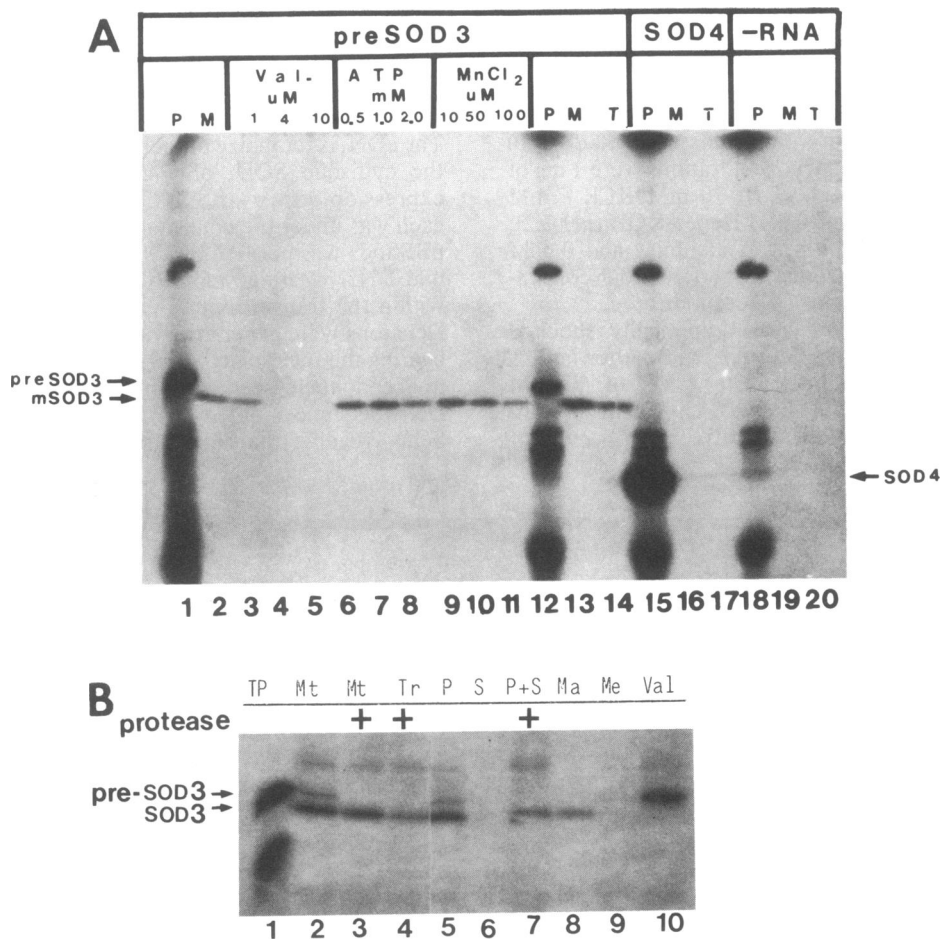 A
preSOD3 SOD4 –RNA
Val. ATP MnCl2
uM mM uM
P M 1 4 10 0.5 1.0 2.0 10 50 100 P M T P M T P M T
preSOD3
mSOD3
SOD4
1 2 3 4 5 6 7 8 9 10 11 12 13 14 15 16 17 18 19 20
B
TP Mt Mt Tr P S P+S Ma Me Val
protease + + +
pre-SOD3
SOD3
1 2 3 4 5 6 7 8 9 10